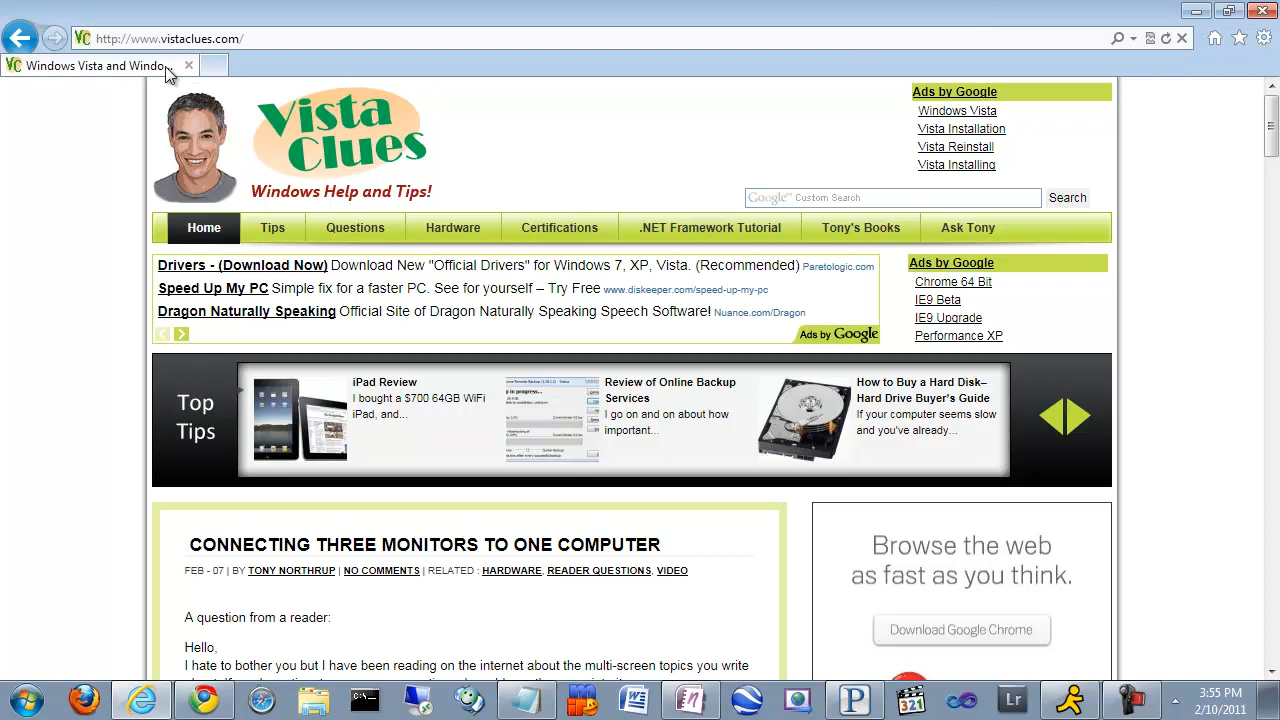 http://www.vistaclues.com/
Windows Vista and Windo...
Vista
Clues
Windows Help and Tips!
Ads by Google
Windows Vista
Vista Installation
Vista Reinstall
Vista Installing
Google™ Custom Search
Search
Home
Tips
Questions
Hardware
Certifications
.NET Framework Tutorial
Tony's Books
Ask Tony
Drivers - (Download Now) Download New "Official Drivers" for Windows 7, XP, Vista. (Recommended) Paretologic.com
Speed Up My PC Simple fix for a faster PC. See for yourself – Try Free www.diskeeper.com/speed-up-my-pc
Dragon Naturally Speaking Official Site of Dragon Naturally Speaking Speech Software! Nuance.com/Dragon
Ads by Google
Ads by Google
Chrome 64 Bit
IE9 Beta
IE9 Upgrade
Performance XP
Top
Tips
iPad Review
I bought a $700 64GB WiFi
iPad, and...
Review of Online Backup
Services
I go on and on about how
important...
How to Buy a Hard Disk–
Hard Drive Buyer's Guide
If your computer seems slow
and you've already...
CONNECTING THREE MONITORS TO ONE COMPUTER
FEB - 07 | BY TONY NORTHRUP | NO COMMENTS | RELATED : HARDWARE, READER QUESTIONS, VIDEO
A question from a reader:
Hello,
I hate to bother you but I have been reading on the internet about the multi-screen topics you write
Browse the web
as fast as you think.
Download Google Chrome
Lr
3:55 PM
2/10/2011